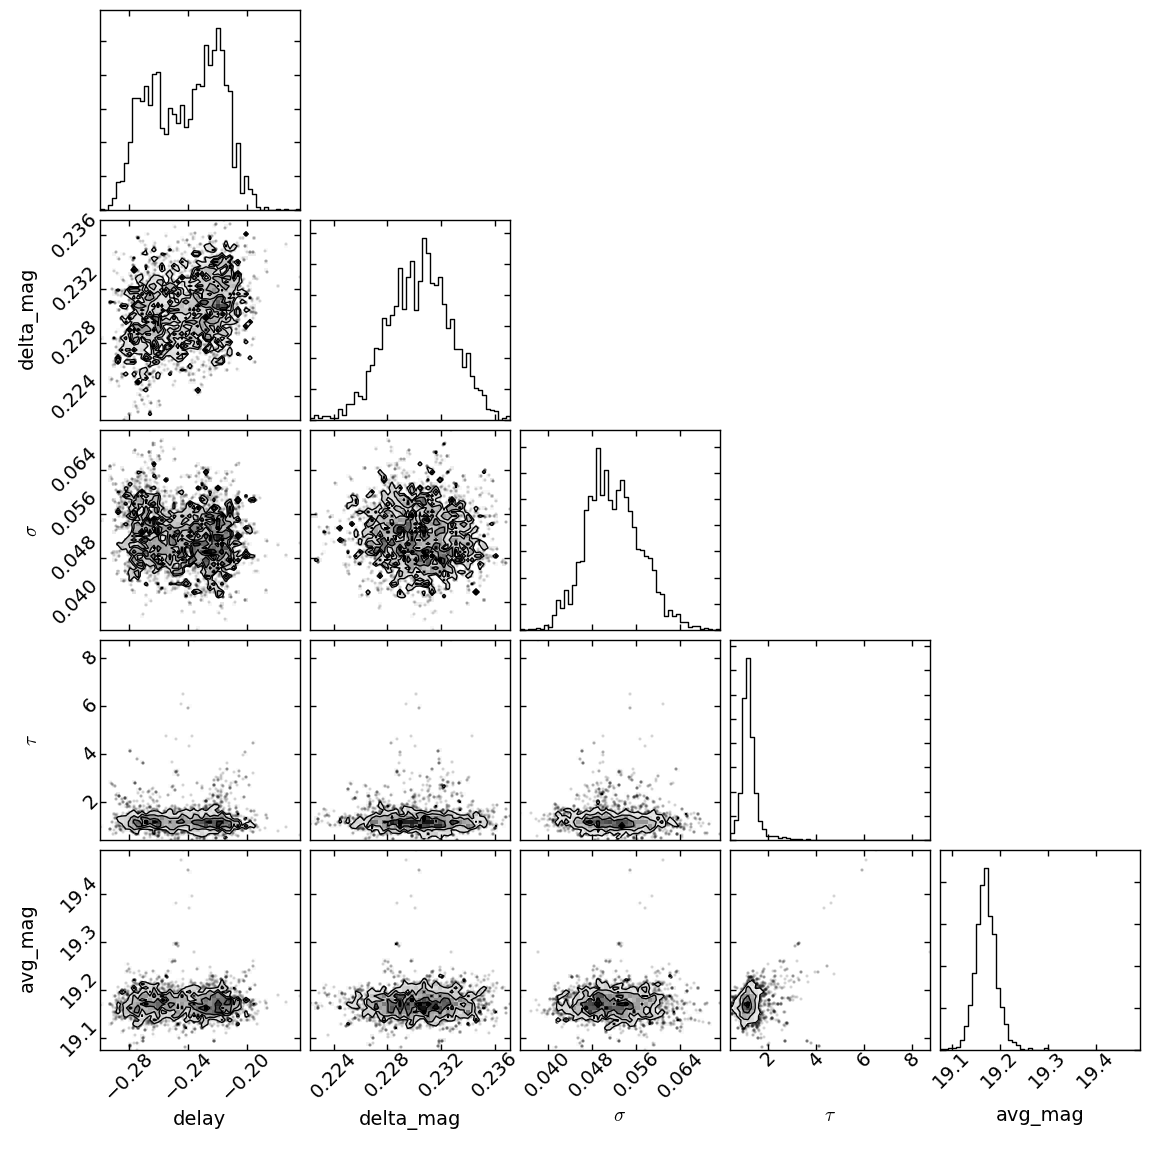 0.236
0.232
0.228
0.224
delta_mag
0.064
0.056
0.048
0.040
σ
8
6
4
2
τ
19.4
19.3
19.2
19.1
avg_mag
−0.28 −0.24 −0.20
0.224 0.228 0.232 0.236
0.040 0.048 0.056 0.064
2 4 6 8
19.1 19.2 19.3 19.4
delay delta_mag σ τ avg_mag